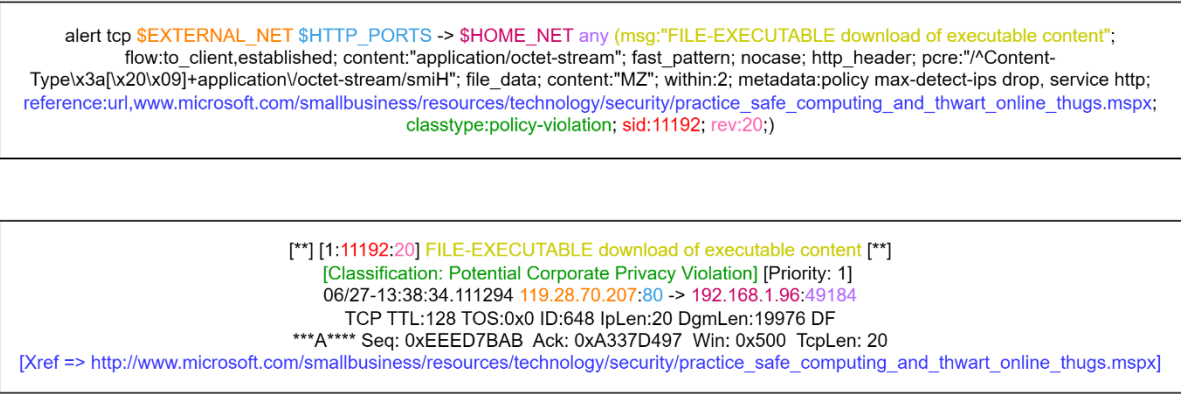 alert tcp $EXTERNAL_NET $HTTP_PORTS -> $HOME_NET any (msg:"FILE-EXECUTABLE download of executable content";
flow:to_client,established; content:"application/octet-stream"; fast_pattern; nocase; http_header; pcre:"/^Content-
Type\x3a[\x20\x09]+application\/octet-stream/smiH"; file_data; content:"MZ"; within:2; metadata:policy max-detect-ips drop, service http;
reference:url,www.microsoft.com/smallbusiness/resources/technology/security/practice_safe_computing_and_thwart_online_thugs.mspx;
classtype:policy-violation; sid:11192; rev:20;)
[**] [1:11192:20] FILE-EXECUTABLE download of executable content [**]
[Classification: Potential Corporate Privacy Violation] [Priority: 1]
06/27-13:38:34.111294 119.28.70.207:80 -> 192.168.1.96:49184
TCP TTL:128 TOS:0x0 ID:648 IpLen:20 DgmLen:19976 DF
***A**** Seq: 0xEEED7BAB  Ack: 0xA337D497  Win: 0x500  TcpLen: 20
[Xref => http://www.microsoft.com/smallbusiness/resources/technology/security/practice_safe_computing_and_thwart_online_thugs.mspx]